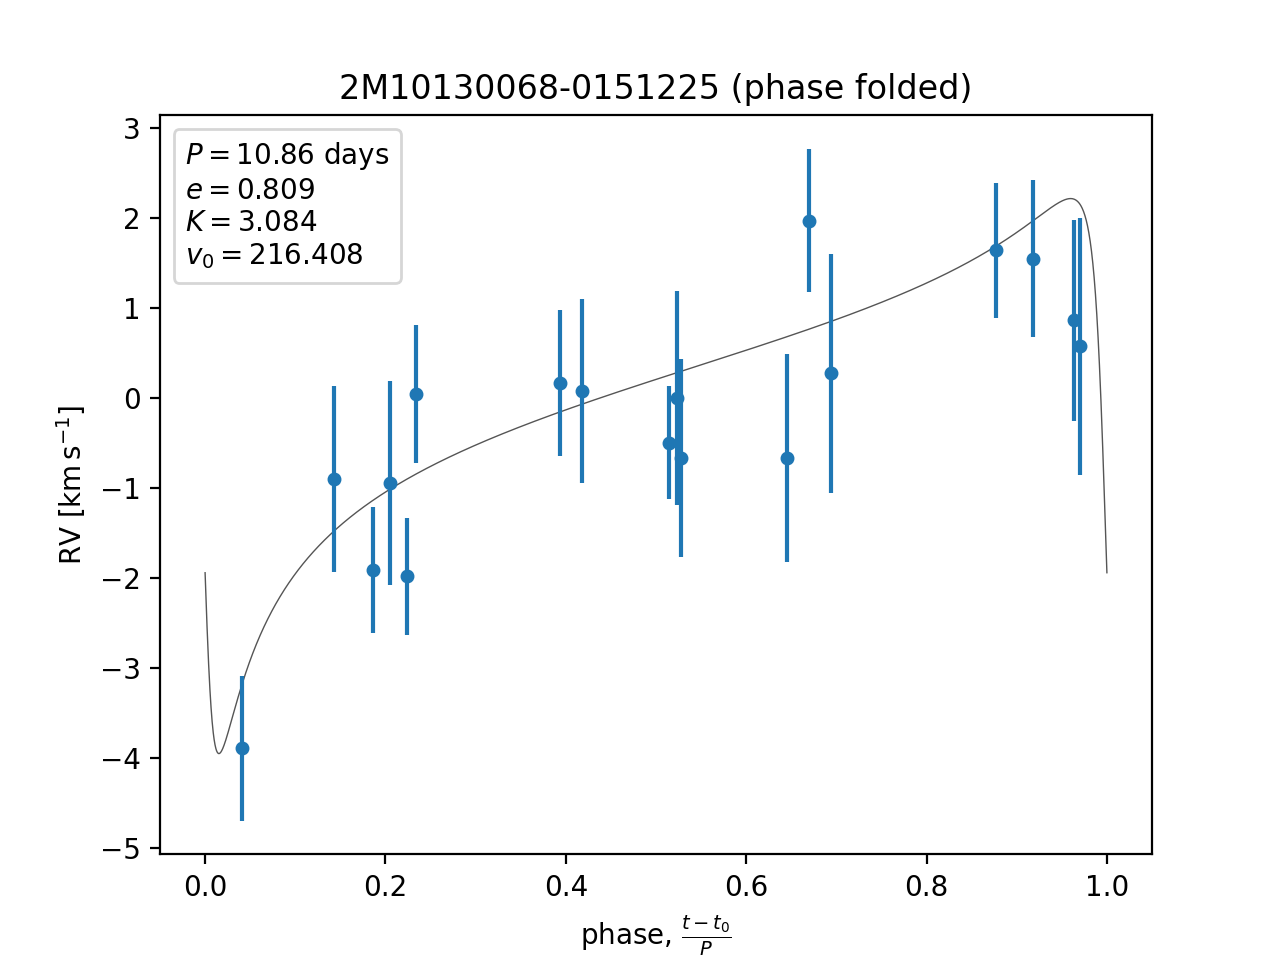 2M10130068-0151225 (phase folded)
P = 10.86 days
e = 0.809
K = 3.084
v₀ = 216.408
3
2
1
0
−1
−2
−3
−4
−5
RV [km s⁻¹]
0.0 0.2 0.4 0.6 0.8 1.0
phase, (t − t₀)/P